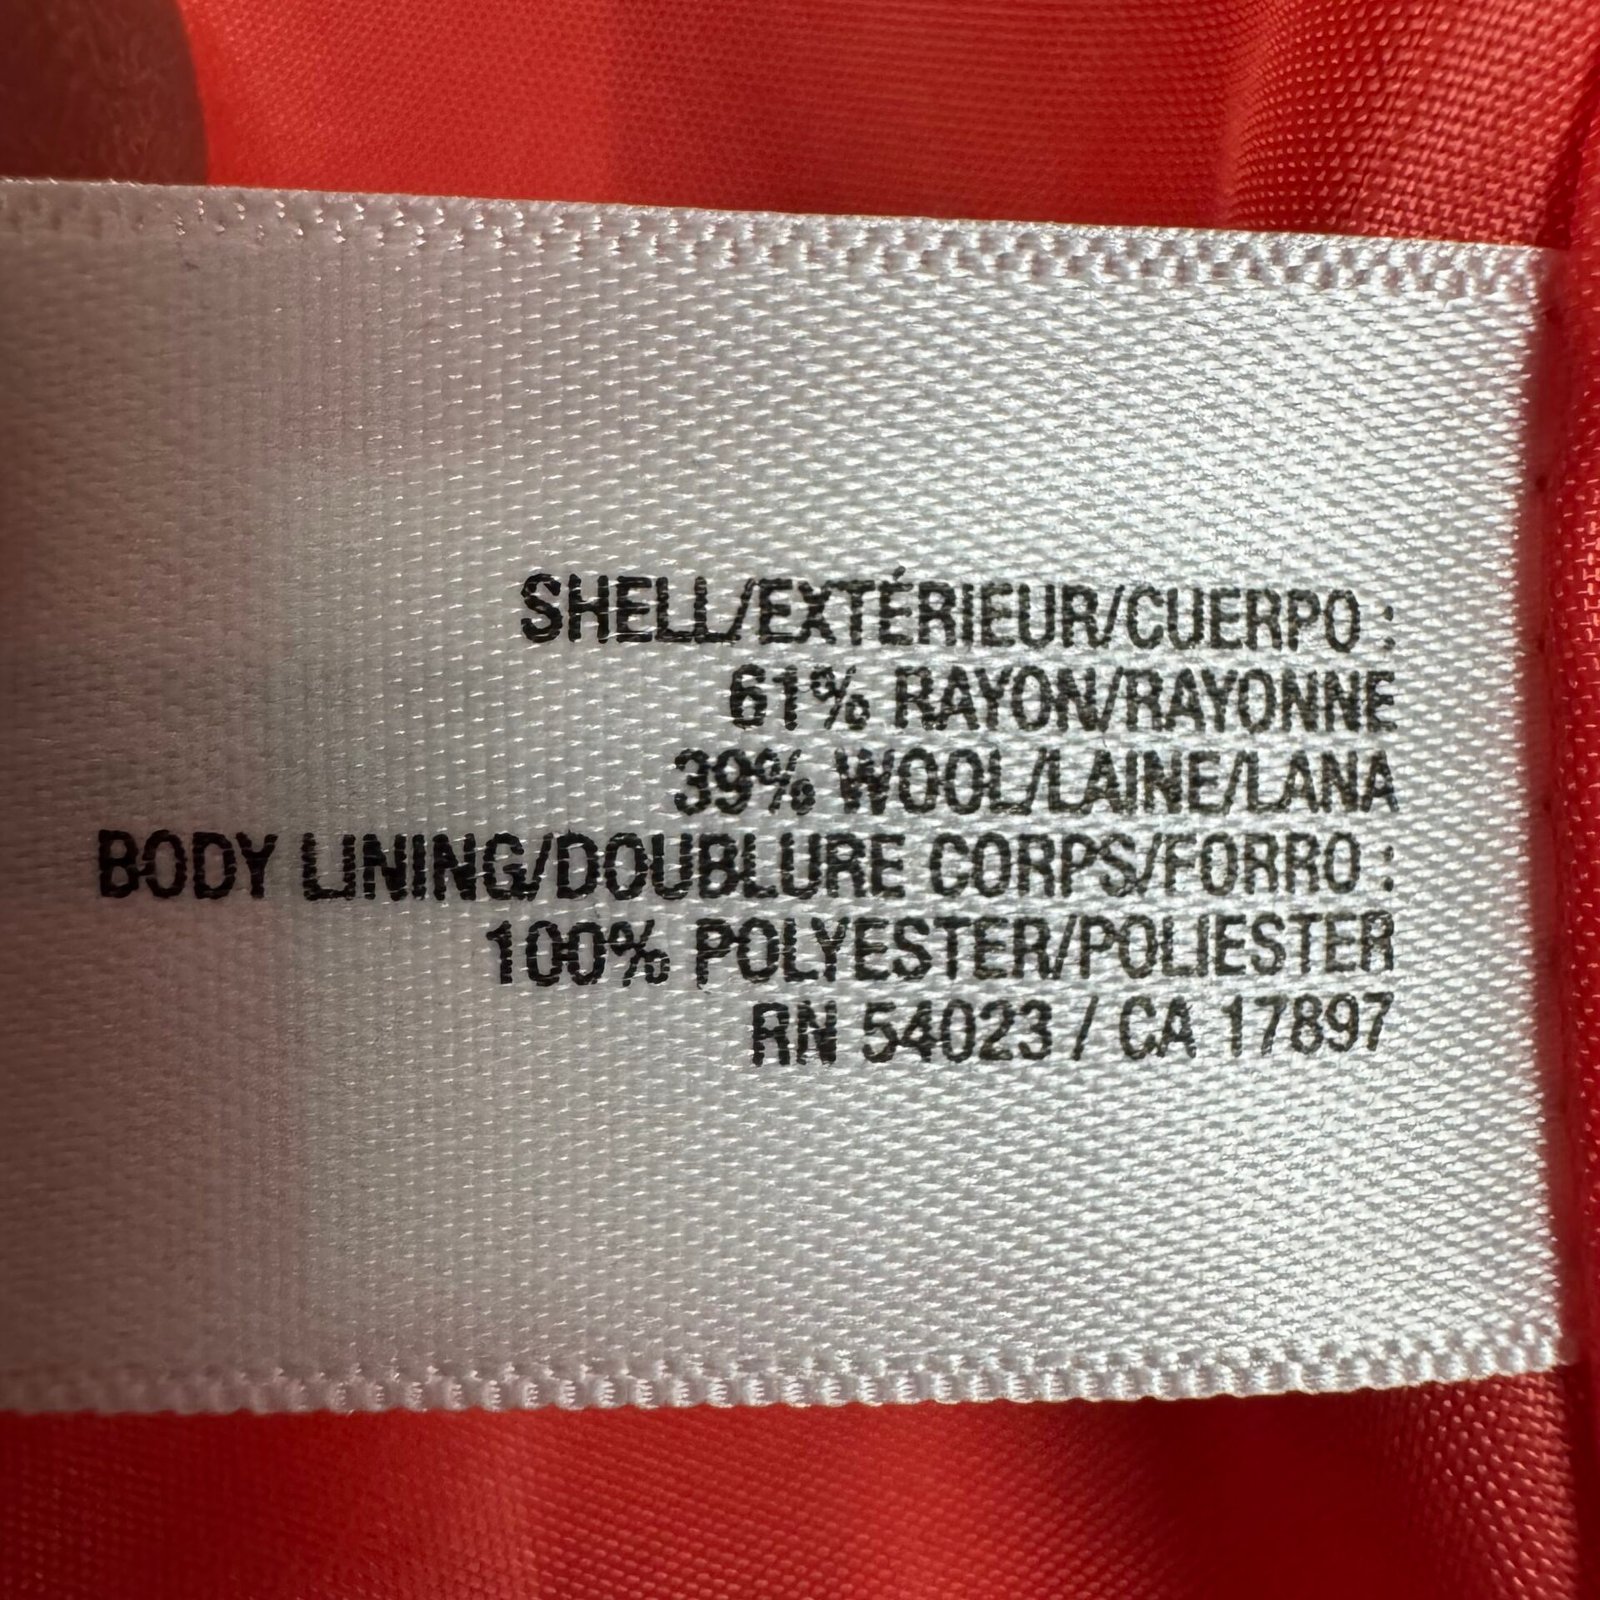 SHELL/EXTÉRIEUR/CUERPO :
61% RAYON/RAYONNE
39% WOOL/LAINE/LANA
BODY LINING/DOUBLURE CORPS/FORRO :
100% POLYESTER/POLIESTER
RN 54023 / CA 17897